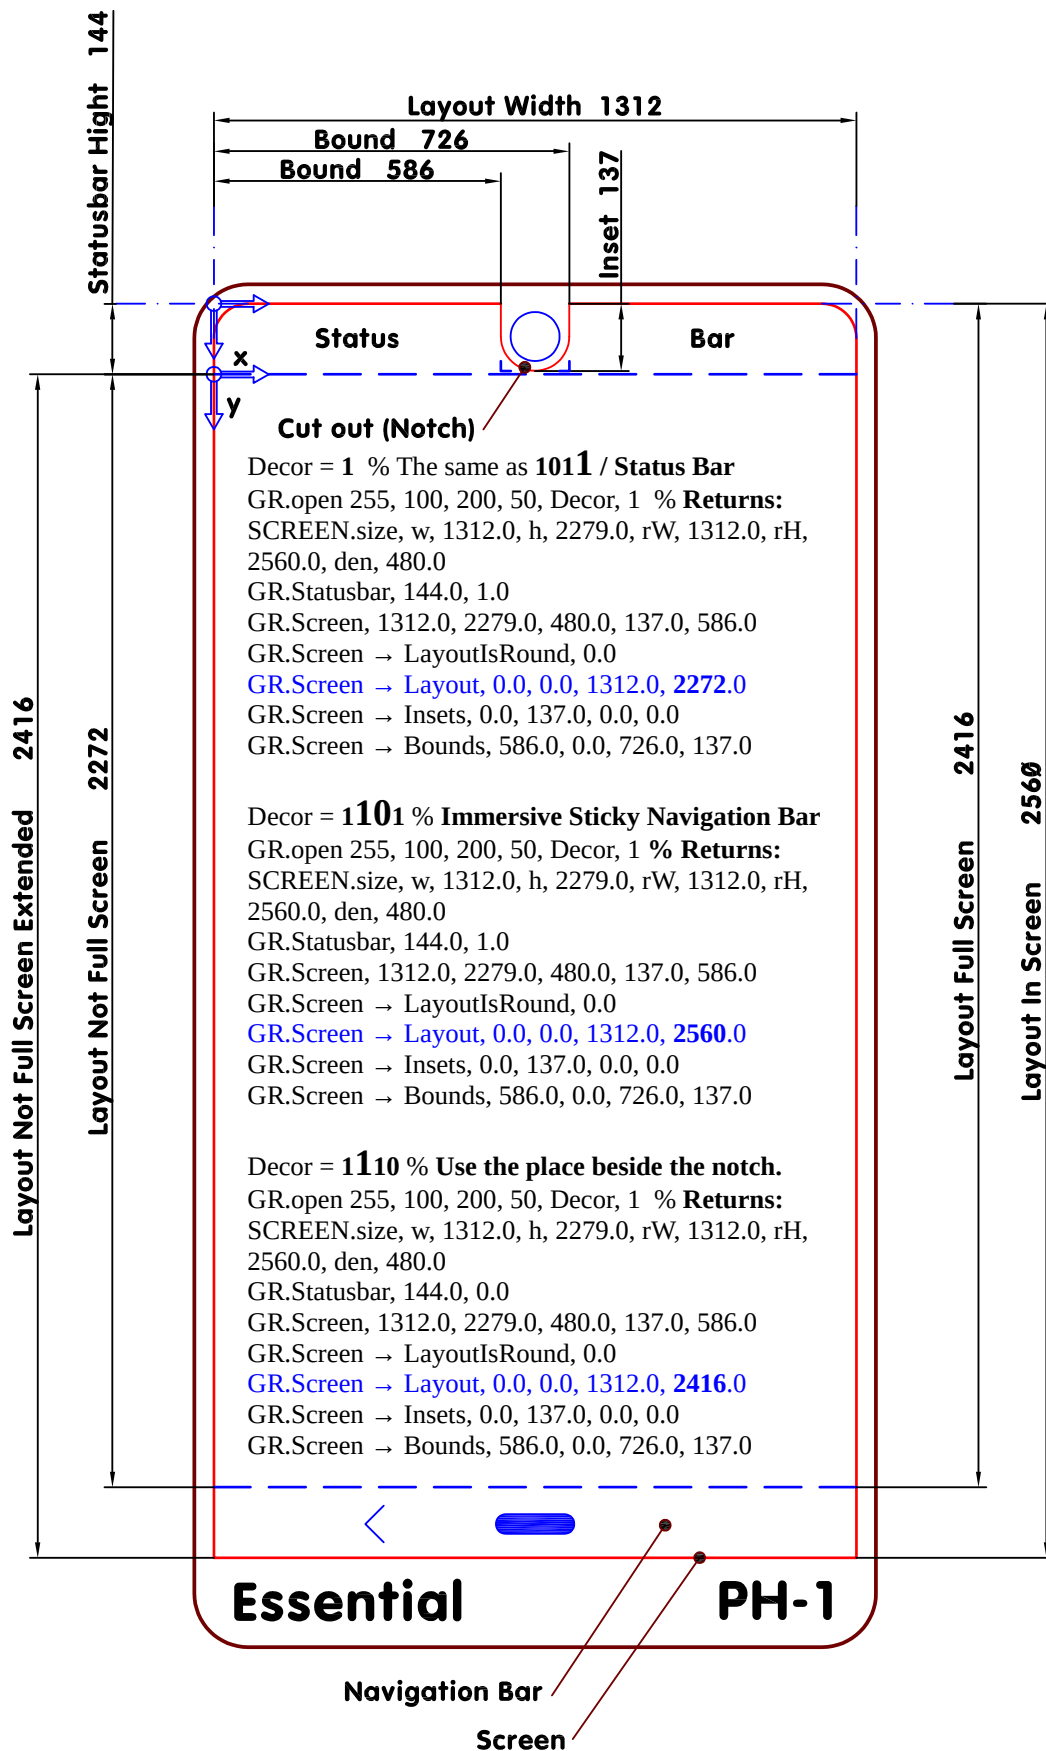 Statusbar Hight 144
Layout Width 1312
Bound 726
Bound 586
Inset 137
Status Bar
x
y
Cut out (Notch)
Decor = 1 % The same as 1011 / Status Bar
GR.open 255, 100, 200, 50, Decor, 1 % Returns:
SCREEN.size, w, 1312.0, h, 2279.0, rW, 1312.0, rH,
2560.0, den, 480.0
GR.Statusbar, 144.0, 1.0
GR.Screen, 1312.0, 2279.0, 480.0, 137.0, 586.0
GR.Screen → LayoutIsRound, 0.0
GR.Screen → Layout, 0.0, 0.0, 1312.0, 2272.0
GR.Screen → Insets, 0.0, 137.0, 0.0, 0.0
GR.Screen → Bounds, 586.0, 0.0, 726.0, 137.0
Decor = 1101 % Immersive Sticky Navigation Bar
GR.open 255, 100, 200, 50, Decor, 1 % Returns:
SCREEN.size, w, 1312.0, h, 2279.0, rW, 1312.0, rH,
2560.0, den, 480.0
GR.Statusbar, 144.0, 1.0
GR.Screen, 1312.0, 2279.0, 480.0, 137.0, 586.0
GR.Screen → LayoutIsRound, 0.0
GR.Screen → Layout, 0.0, 0.0, 1312.0, 2560.0
GR.Screen → Insets, 0.0, 137.0, 0.0, 0.0
GR.Screen → Bounds, 586.0, 0.0, 726.0, 137.0
Decor = 1110 % Use the place beside the notch.
GR.open 255, 100, 200, 50, Decor, 1 % Returns:
SCREEN.size, w, 1312.0, h, 2279.0, rW, 1312.0, rH,
2560.0, den, 480.0
GR.Statusbar, 144.0, 0.0
GR.Screen, 1312.0, 2279.0, 480.0, 137.0, 586.0
GR.Screen → LayoutIsRound, 0.0
GR.Screen → Layout, 0.0, 0.0, 1312.0, 2416.0
GR.Screen → Insets, 0.0, 137.0, 0.0, 0.0
GR.Screen → Bounds, 586.0, 0.0, 726.0, 137.0
Layout Not Full Screen Extended 2416
Layout Not Full Screen 2272
Layout Full Screen 2416
Layout In Screen 2560
Essential PH-1
Navigation Bar
Screen